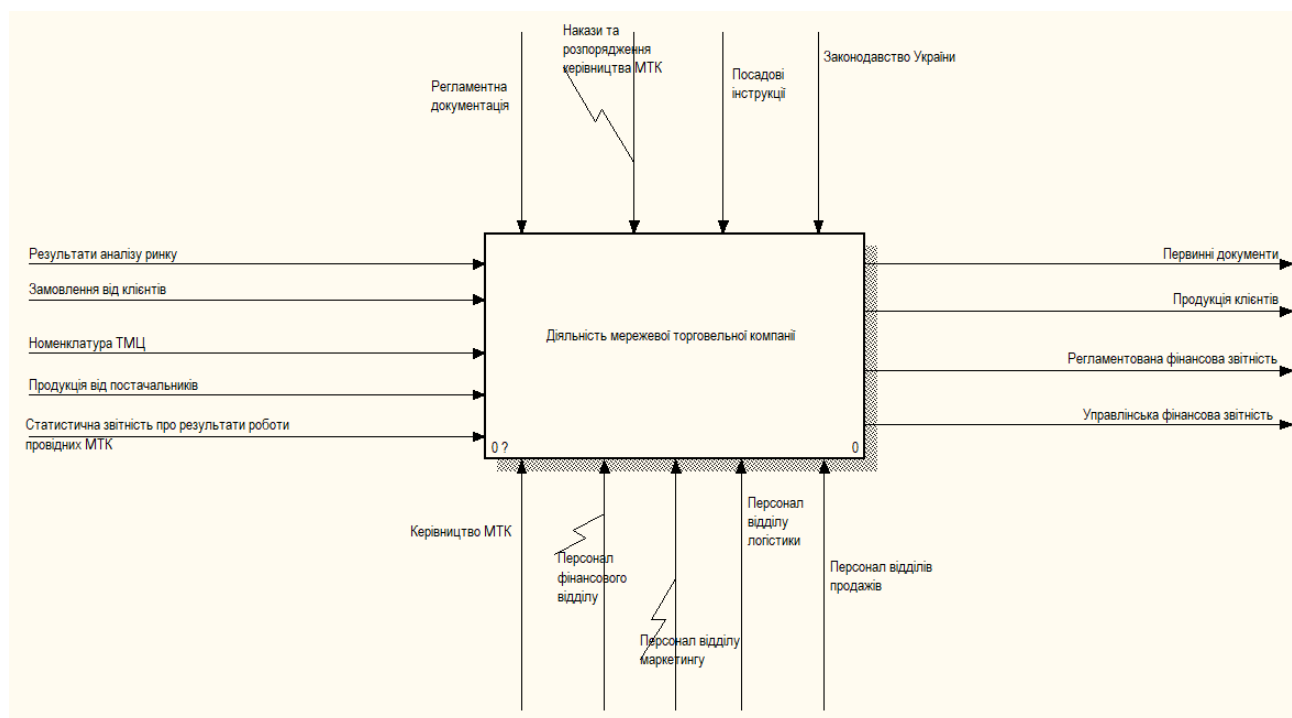 Накази та
розпорядження
керівництва МТК
Регламентна
документація
Посадові
інструкції
Законодавство України
Результати аналізу ринку
Замовлення від клієнтів
Номенклатура ТМЦ
Продукція від постачальників
Статистична звітність про результати роботи
провідних МТК
Діяльність мережевої торговельної компанії
0 ?
0
Первинні документи
Продукція клієнтів
Регламентована фінансова звітність
Управлінська фінансова звітність
Керівництво МТК
Персонал
фінансового
відділу
Персонал відділу
маркетингу
Персонал
відділу
логістики
Персонал відділів
продажів